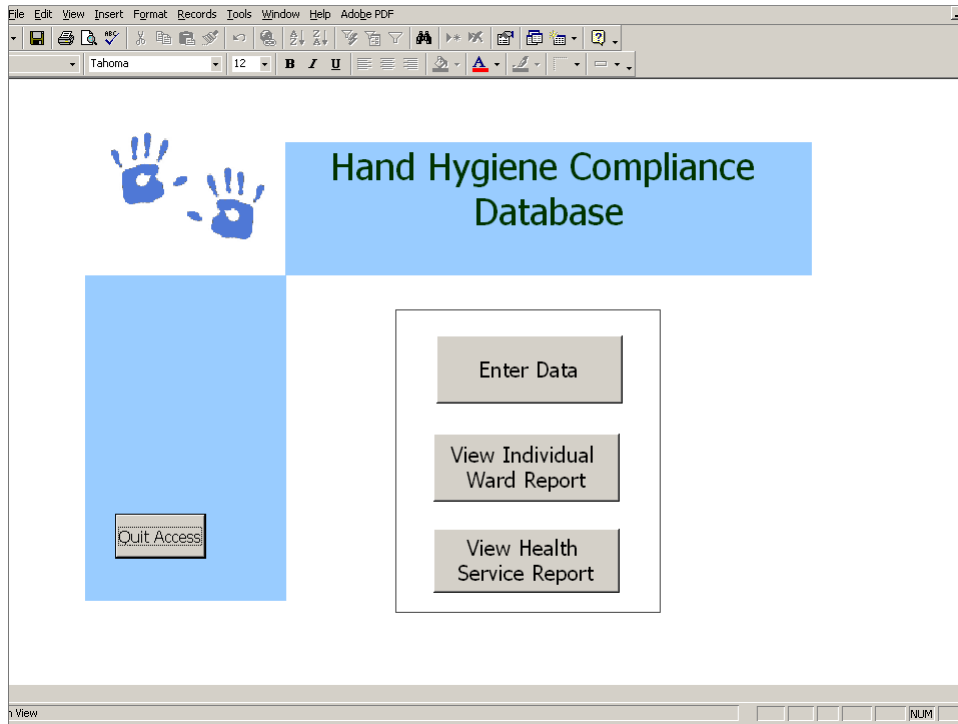 File Edit View Insert Format Records Tools Window Help Adobe PDF
ABC A Z Z A
Tahoma 12 B I U A
Hand Hygiene Compliance
Database
Enter Data
View Individual
Ward Report
View Health
Service Report
Quit Access
View NUM